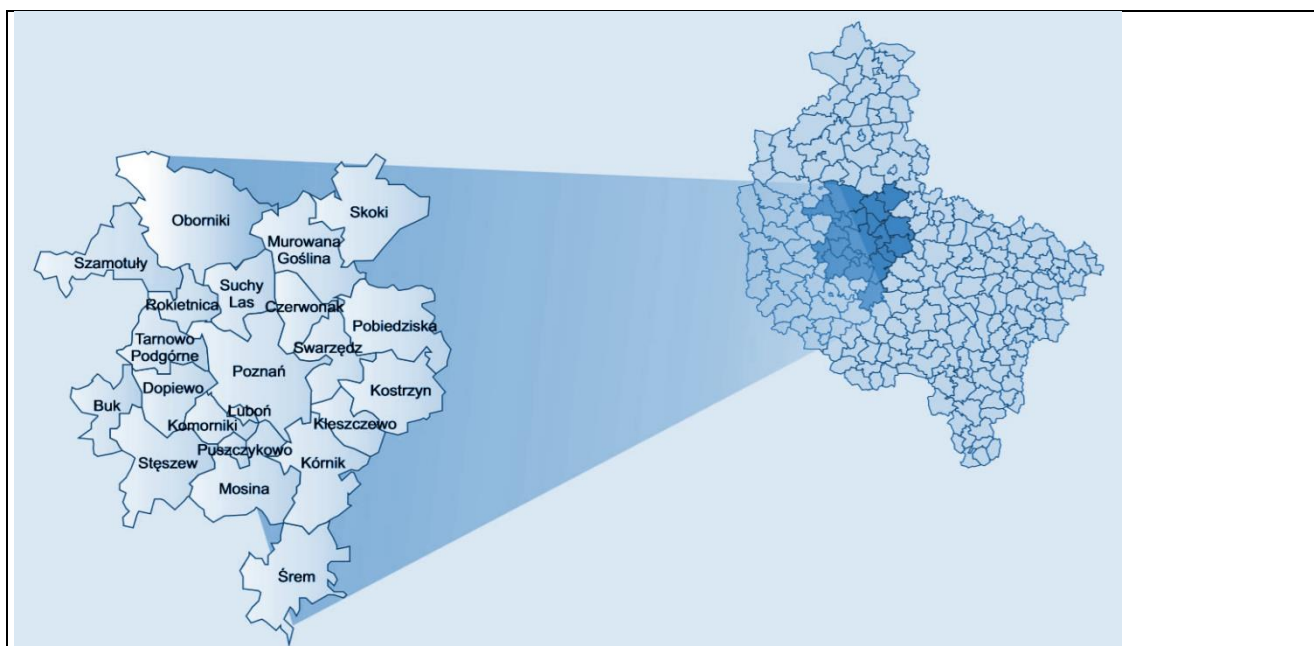 Oborniki
Skoki
Murowana
Goślina
Szamotuły
Suchy
Las
Rokietnica
Czerwonak
Pobiedziska
Tarnowo
Podgórne
Swarzędz
Poznań
Dopiewo
Kostrzyn
Buk
Luboń
Komorniki
Kleszczewo
Puszczykowo
Stęszew
Kórnik
Mosina
Śrem